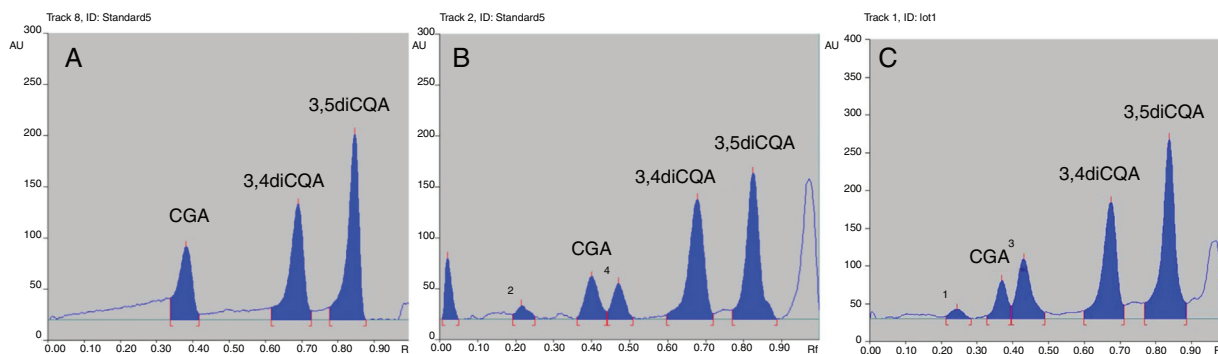 Track 8, ID: Standard5
AU
A
300
250
200
150
100
50
0
CGA
3,4diCQA
3,5diCQA
0.00 0.10 0.20 0.30 0.40 0.50 0.60 0.70 0.80 0.90 R
Track 2, ID: Standard5
AU
B
300
250
200
150
100
50
0
2
CGA
4
3,4diCQA
3,5diCQA
0.00 0.10 0.20 0.30 0.40 0.50 0.60 0.70 0.80 0.90 Rf
Track 1, ID: lot1
AU
C
400
350
300
250
200
150
100
50
0
1
CGA
3
3,4diCQA
3,5diCQA
0.00 0.10 0.20 0.30 0.40 0.50 0.60 0.70 0.80 0.90 R